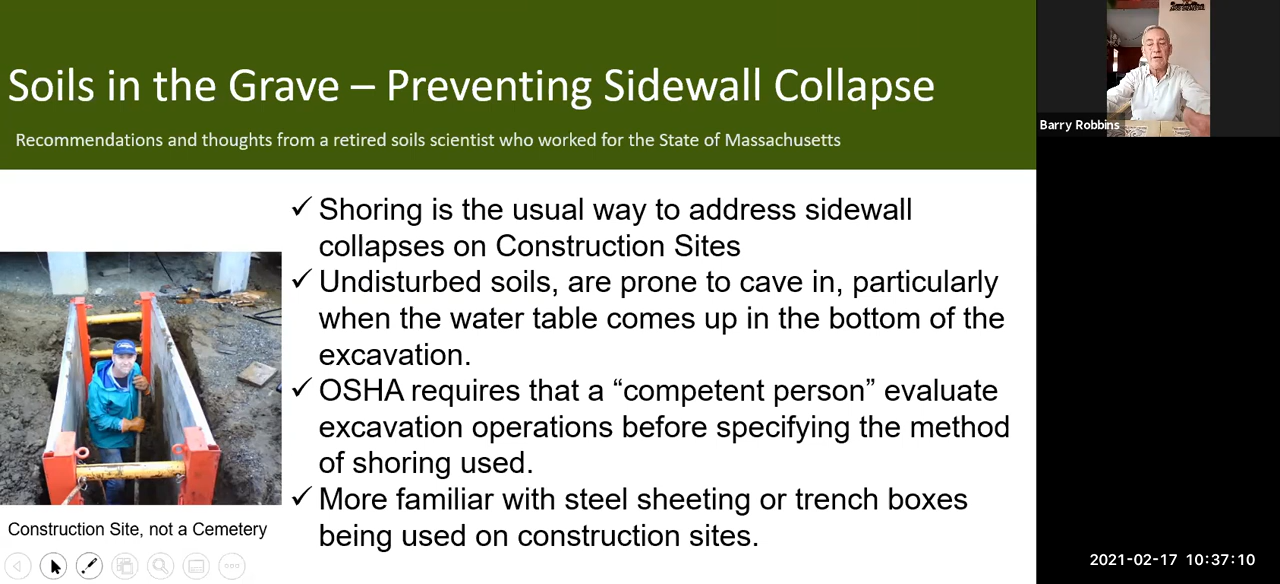 Soils in the Grave – Preventing Sidewall Collapse
Recommendations and thoughts from a retired soils scientist who worked for the State of Massachusetts
✓ Shoring is the usual way to address sidewall
collapses on Construction Sites
✓ Undisturbed soils, are prone to cave in, particularly
when the water table comes up in the bottom of the
excavation.
✓ OSHA requires that a “competent person” evaluate
excavation operations before specifying the method
of shoring used.
✓ More familiar with steel sheeting or trench boxes
being used on construction sites.
Construction Site, not a Cemetery
Barry Robbins
2021-02-17 10:37:10